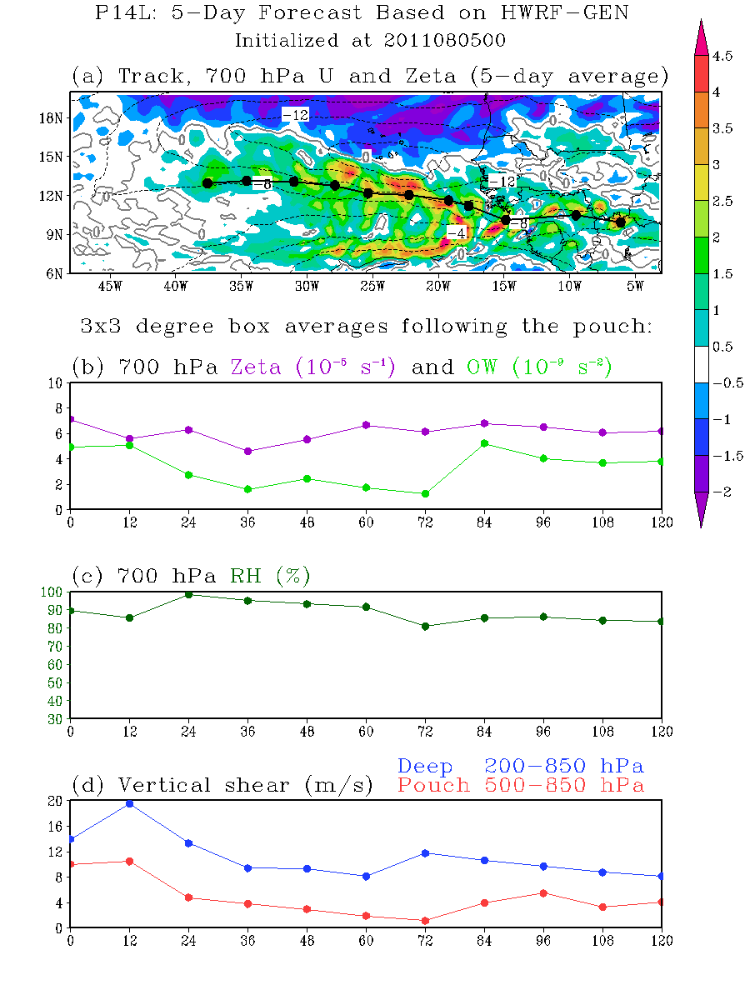 P14L: 5−Day Forecast Based on HWRF−GEN
Initialized at 2011080500
(a) Track, 700 hPa U and Zeta (5−day average)
18N
15N
12N
9N
6N
−12
0
−12
0
−8
−8
0
−4
0
0
0
45W 40W 35W 30W 25W 20W 15W 10W 5W
4.5
4
3.5
3
2.5
2
1.5
1
0.5
−0.5
−1
−1.5
−2
3x3 degree box averages following the pouch:
(b) 700 hPa Zeta (10⁻⁵ s⁻¹) and OW (10⁻⁹ s⁻²)
10
8
6
4
2
0
0 12 24 36 48 60 72 84 96 108 120
(c) 700 hPa RH (%)
100
90
80
70
60
50
40
30
0 12 24 36 48 60 72 84 96 108 120
Deep 200−850 hPa
(d) Vertical shear (m/s) Pouch 500−850 hPa
20
16
12
8
4
0
0 12 24 36 48 60 72 84 96 108 120